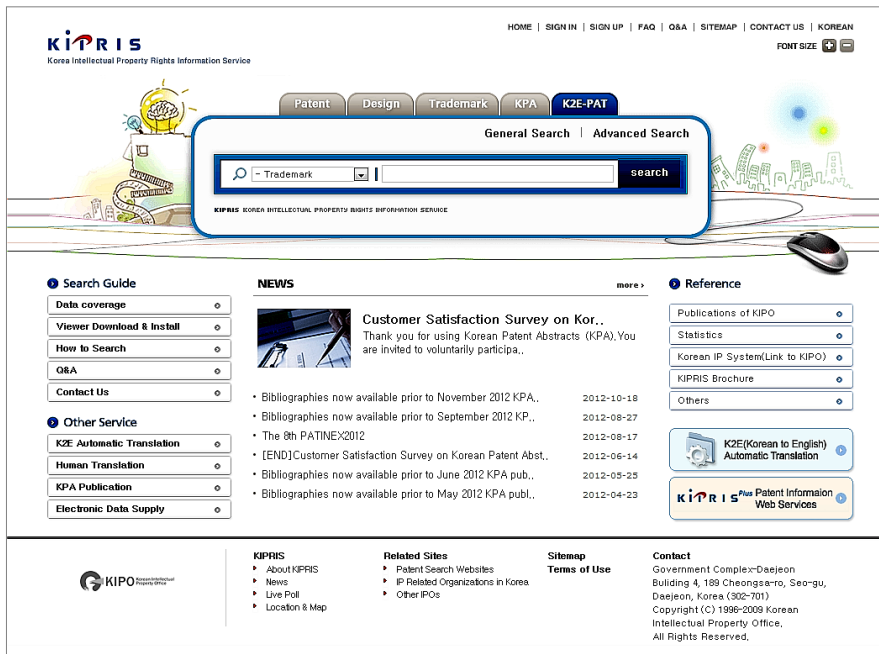 HOME | SIGN IN | SIGN UP | FAQ | Q&A | SITEMAP | CONTACT US | KOREAN
KIPRIS
FONT SIZE
Korea Intellectual Property Rights Information Service
Patent Design Trademark KPA K2E-PAT
General Search | Advanced Search
- Trademark search
KIPRIS KOREA INTELLECTUAL PROPERTY RIGHTS INFORMATION SERVICE
Search Guide
Data coverage
Viewer Download & Install
How to Search
Q&A
Contact Us
Other Service
K2E Automatic Translation
Human Translation
KPA Publication
Electronic Data Supply
NEWS more ›
Customer Satisfaction Survey on Kor..
Thank you for using Korean Patent Abstracts (KPA).You
are invited to voluntarily participa..
• Bibliographies now available prior to November 2012 KPA.. 2012-10-18
• Bibliographies now available prior to September 2012 KP.. 2012-08-27
• The 8th PATINEX2012 2012-08-17
• [END]Customer Satisfaction Survey on Korean Patent Abst.. 2012-06-14
• Bibliographies now available prior to June 2012 KPA pub.. 2012-05-25
• Bibliographies now available prior to May 2012 KPA publ.. 2012-04-23
Reference
Publications of KIPO
Statistics
Korean IP System(Link to KIPO)
KIPRIS Brochure
Others
K2E(Korean to English)
Automatic Translation
KIPRIS Plus Patent Informaion
Web Services
KIPO Korean Intellectual
Property Office
KIPRIS
About KIPRIS
News
Live Poll
Location & Map
Related Sites
Patent Search Websites
IP Related Organizations in Korea
Other IPOs
Sitemap
Terms of Use
Contact
Government Complex-Daejeon
Buliding 4, 189 Cheongsa-ro, Seo-gu,
Daejeon, Korea (302-701)
Copyright (C) 1996-2009 Korean
Intellectual Property Office.
All Rights Reserved.